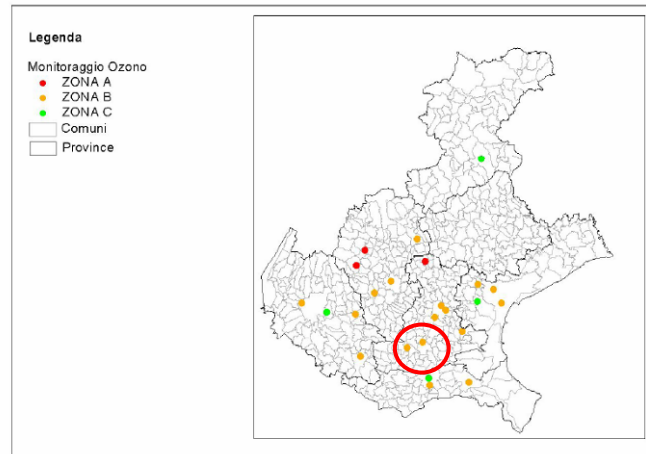 Legenda
Monitoraggio Ozono
ZONA A
ZONA B
ZONA C
Comuni
Province